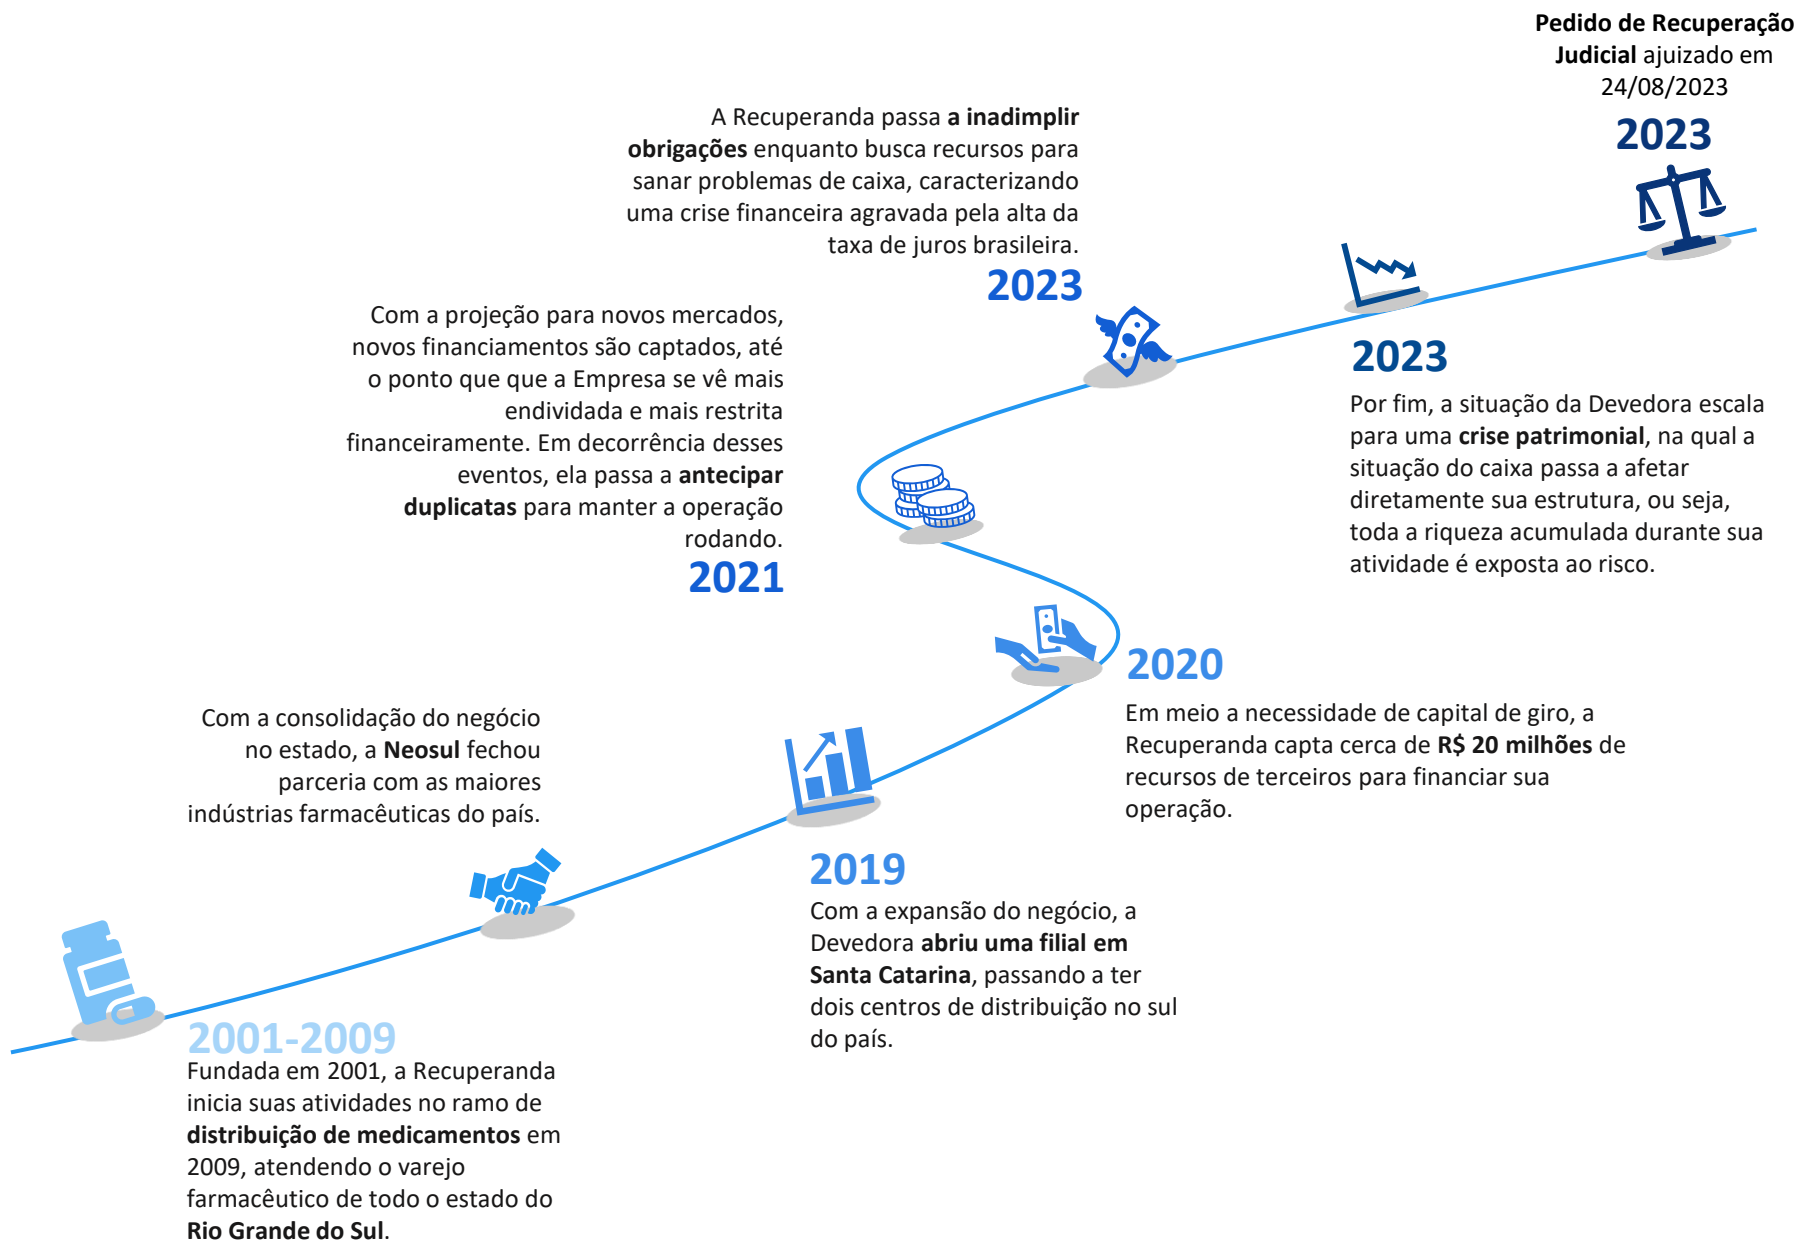 Pedido de Recuperação
Judicial ajuizado em
24/08/2023
2023
A Recuperanda passa a inadimplir
obrigações enquanto busca recursos para
sanar problemas de caixa, caracterizando
uma crise financeira agravada pela alta da
taxa de juros brasileira.
2023
2023
Por fim, a situação da Devedora escala
para uma crise patrimonial, na qual a
situação do caixa passa a afetar
diretamente sua estrutura, ou seja,
toda a riqueza acumulada durante sua
atividade é exposta ao risco.
Com a projeção para novos mercados,
novos financiamentos são captados, até
o ponto que que a Empresa se vê mais
endividada e mais restrita
financeiramente. Em decorrência desses
eventos, ela passa a antecipar
duplicatas para manter a operação
rodando.
2021
2020
Em meio a necessidade de capital de giro, a
Recuperanda capta cerca de R$ 20 milhões de
recursos de terceiros para financiar sua
operação.
Com a consolidação do negócio
no estado, a Neosul fechou
parceria com as maiores
indústrias farmacêuticas do país.
2019
Com a expansão do negócio, a
Devedora abriu uma filial em
Santa Catarina, passando a ter
dois centros de distribuição no sul
do país.
2001-2009
Fundada em 2001, a Recuperanda
inicia suas atividades no ramo de
distribuição de medicamentos em
2009, atendendo o varejo
farmacêutico de todo o estado do
Rio Grande do Sul.